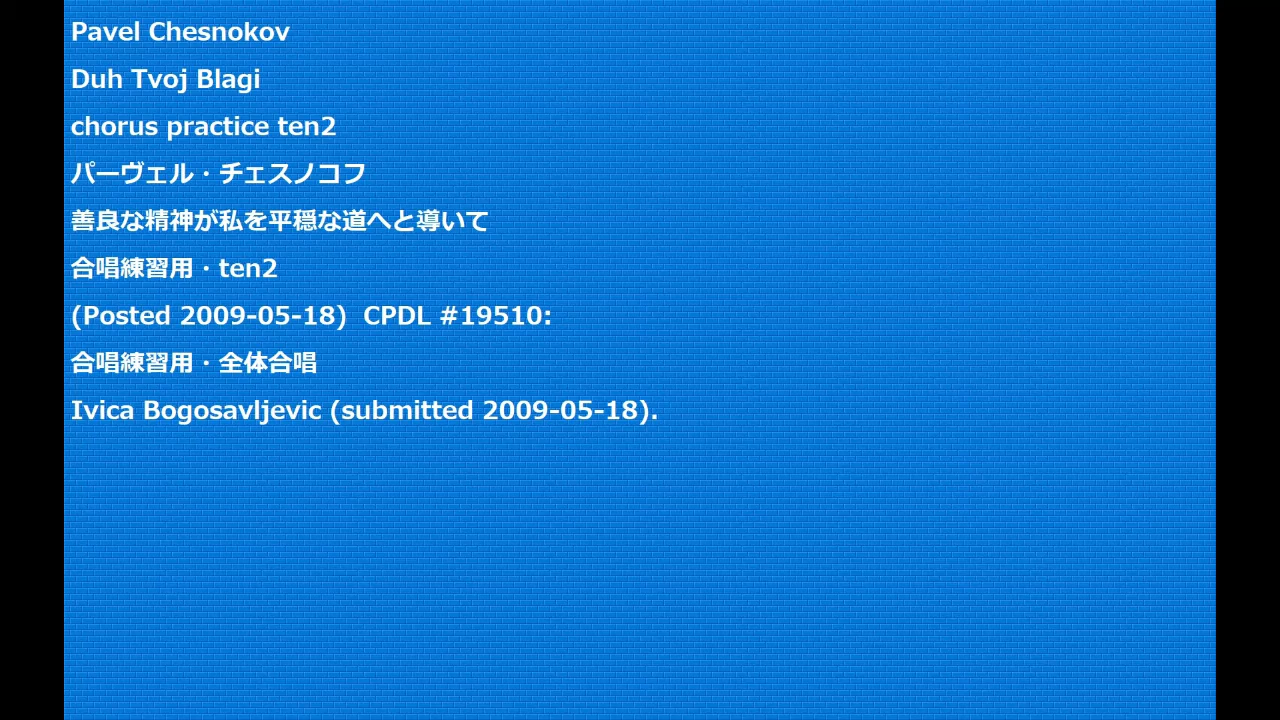 Pavel Chesnokov
Duh Tvoj Blagi
chorus practice ten2
パーヴェル・チェスノコフ
善良な精神が私を平穏な道へと導いて
合唱練習用・ten2
(Posted 2009-05-18)  CPDL #19510:
合唱練習用・全体合唱
Ivica Bogosavljevic (submitted 2009-05-18).